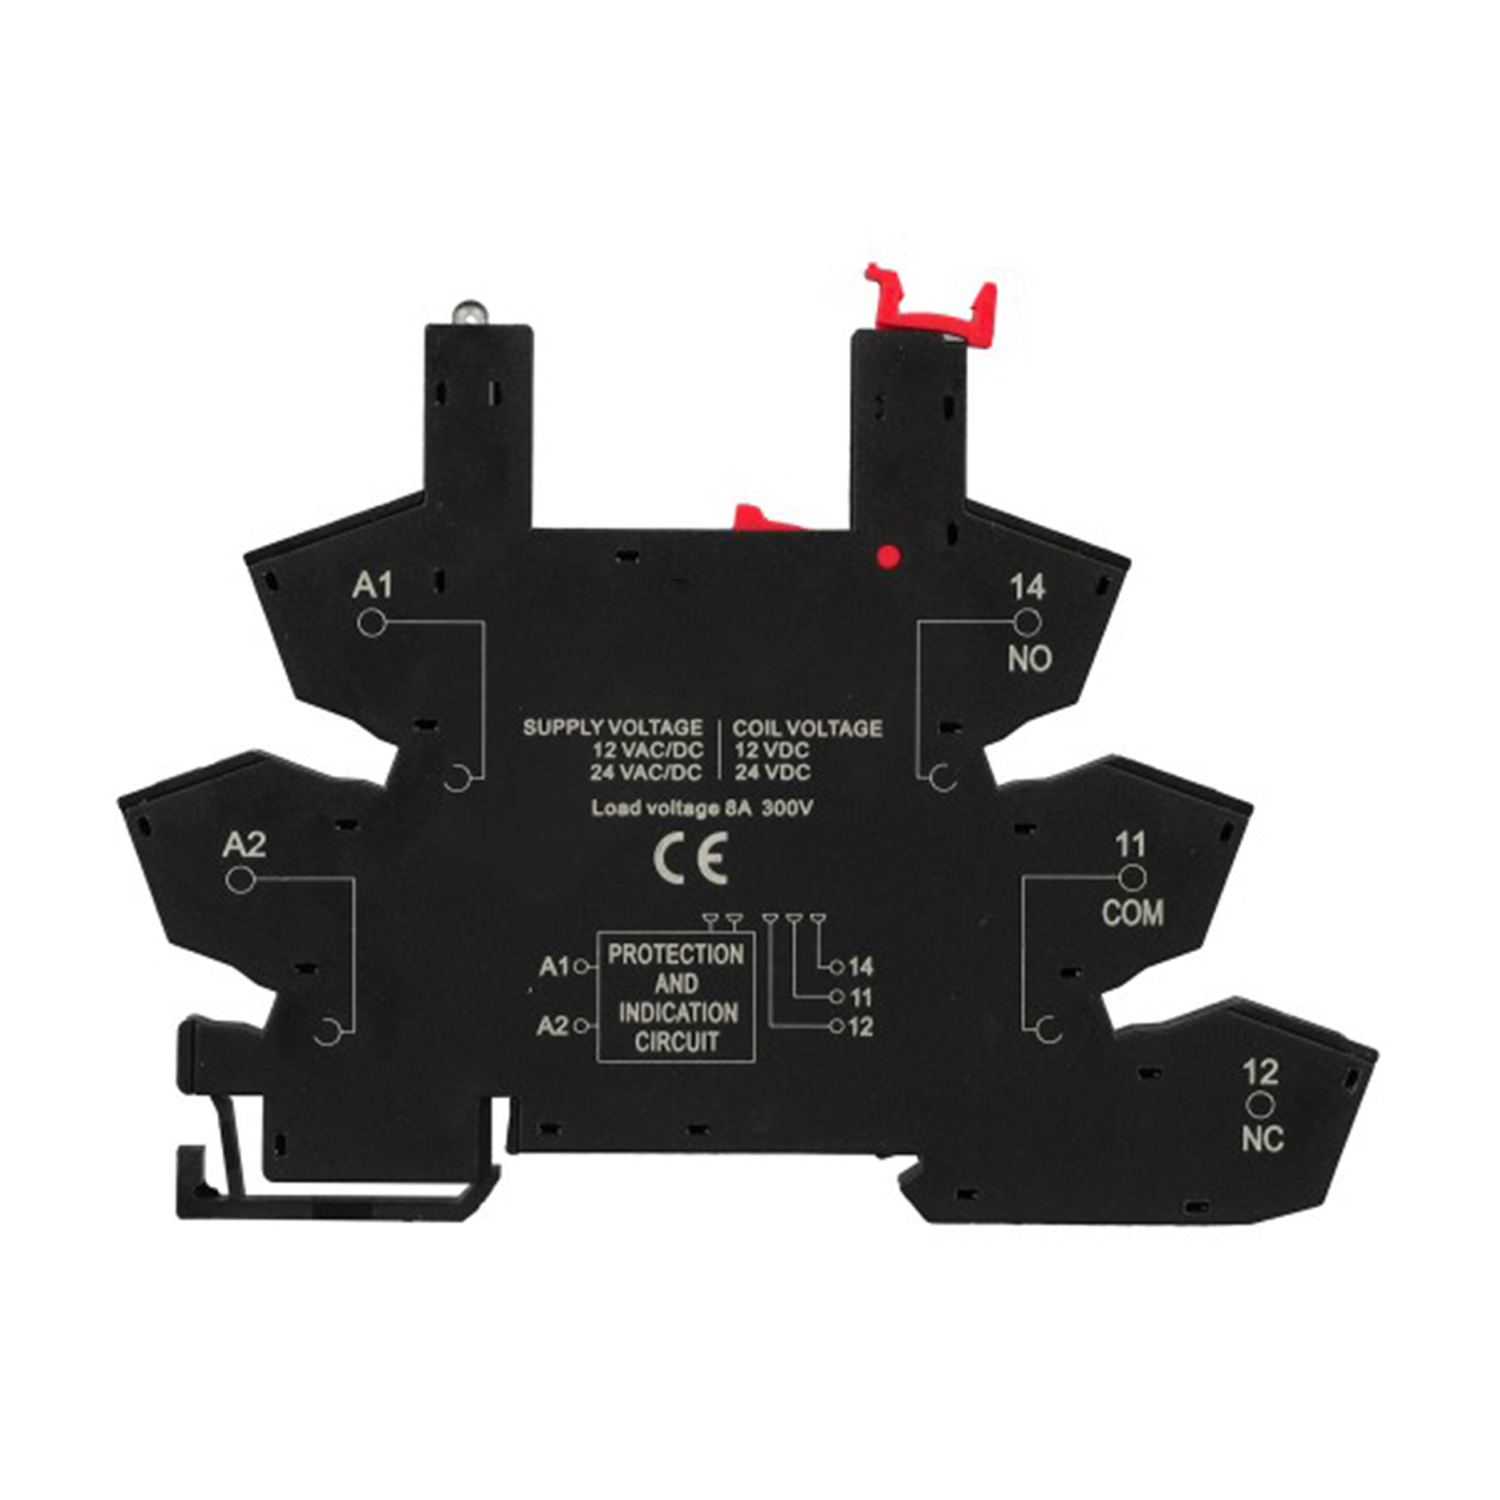 A1
14
NO
SUPPLY VOLTAGE | COIL VOLTAGE
12 VAC/DC | 12 VDC
24 VAC/DC | 24 VDC
Load voltage 8A 300V
CE
A2
11
COM
PROTECTION
AND
INDICATION
CIRCUIT
A1
A2
14
11
12
12
NC